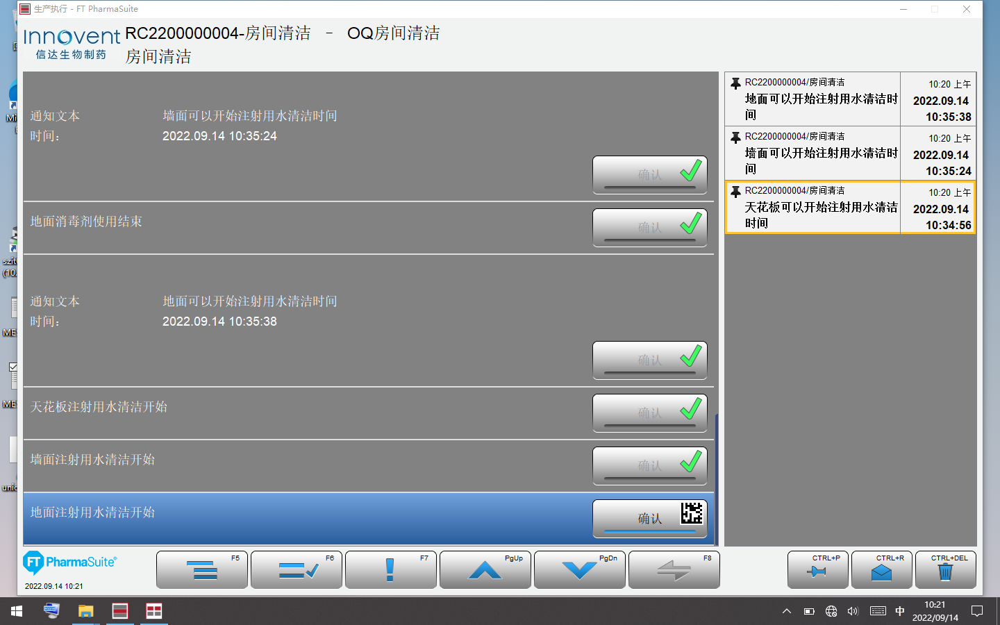 生产执行 - FT PharmaSuite
Innovent
信达生物制药
RC2200000004-房间清洁 - OQ房间清洁
房间清洁
通知文本 墙面可以开始注射用水清洁时间
时间: 2022.09.14 10:35:24
确认
地面消毒剂使用结束
确认
通知文本 地面可以开始注射用水清洁时间
时间: 2022.09.14 10:35:38
确认
天花板注射用水清洁开始
确认
墙面注射用水清洁开始
确认
地面注射用水清洁开始
确认
RC2200000004/房间清洁 10:20 上午
地面可以开始注射用水清洁时间
2022.09.14
10:35:38
RC2200000004/房间清洁 10:20 上午
墙面可以开始注射用水清洁时间
2022.09.14
10:35:24
RC2200000004/房间清洁 10:20 上午
天花板可以开始注射用水清洁时间
2022.09.14
10:34:56
FT PharmaSuite
2022.09.14 10:21
F5
F6
F7
PgUp
PgDn
F8
CTRL+P
CTRL+R
CTRL+DEL
Mi
szit
(10.
ME
ME
unic
中
10:21
2022/09/14